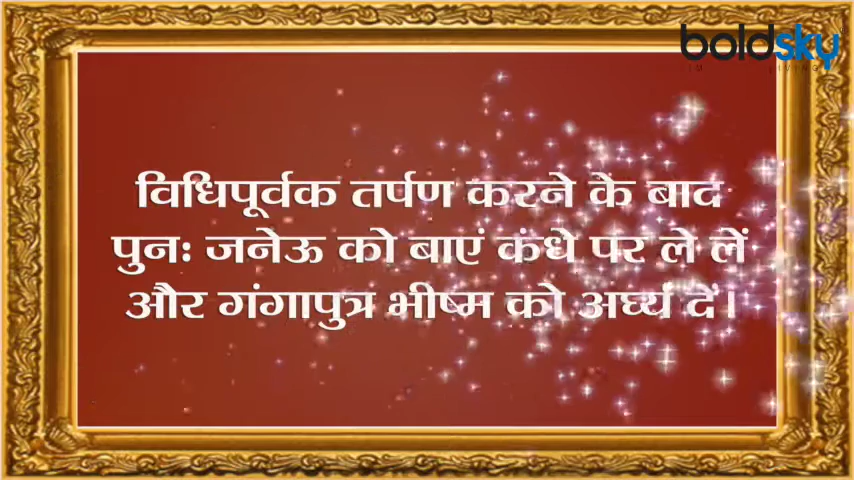 boldsky
विधिपूर्वक तर्पण करने के बाद
पुनः जनेऊ को बाएं कंधे पर ले लें
और गंगापुत्र भीष्म को अर्घ्य दें।